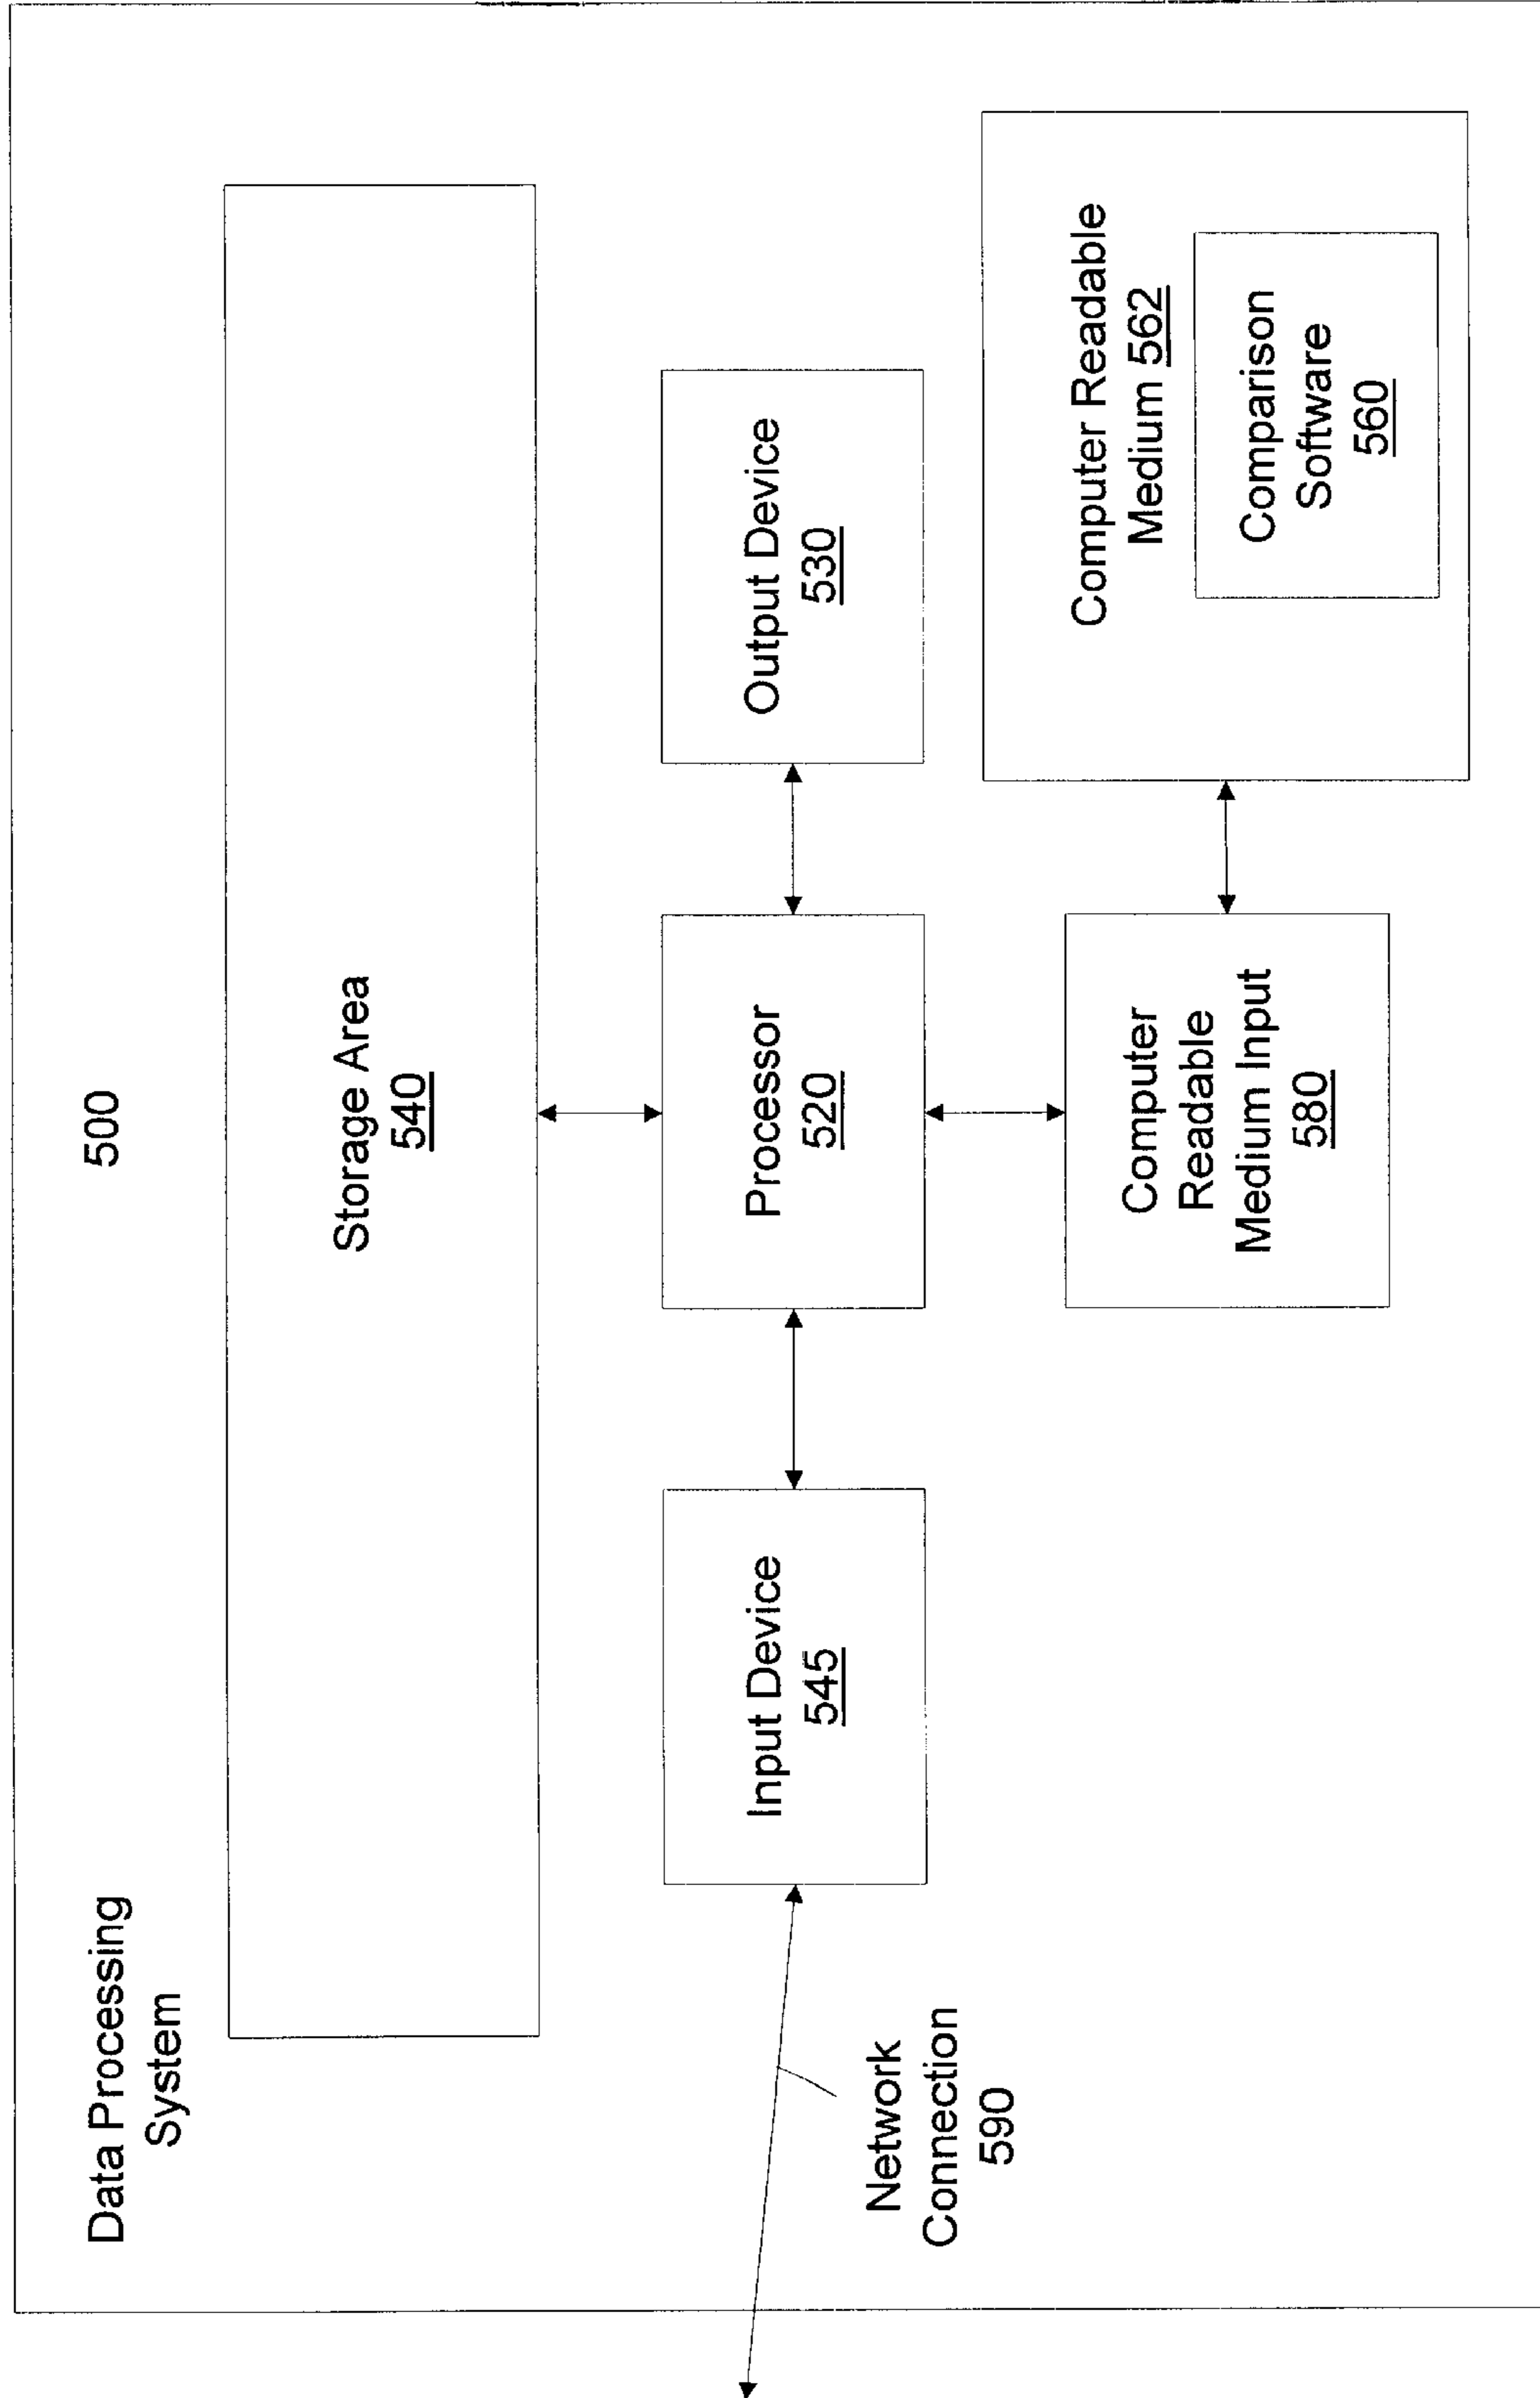 Data Processing
System
500
Storage Area
540
Input Device
545
Processor
520
Output Device
530
Network
Connection
590
Computer
Readable
Medium Input
580
Computer Readable
Medium 562
Comparison
Software
560